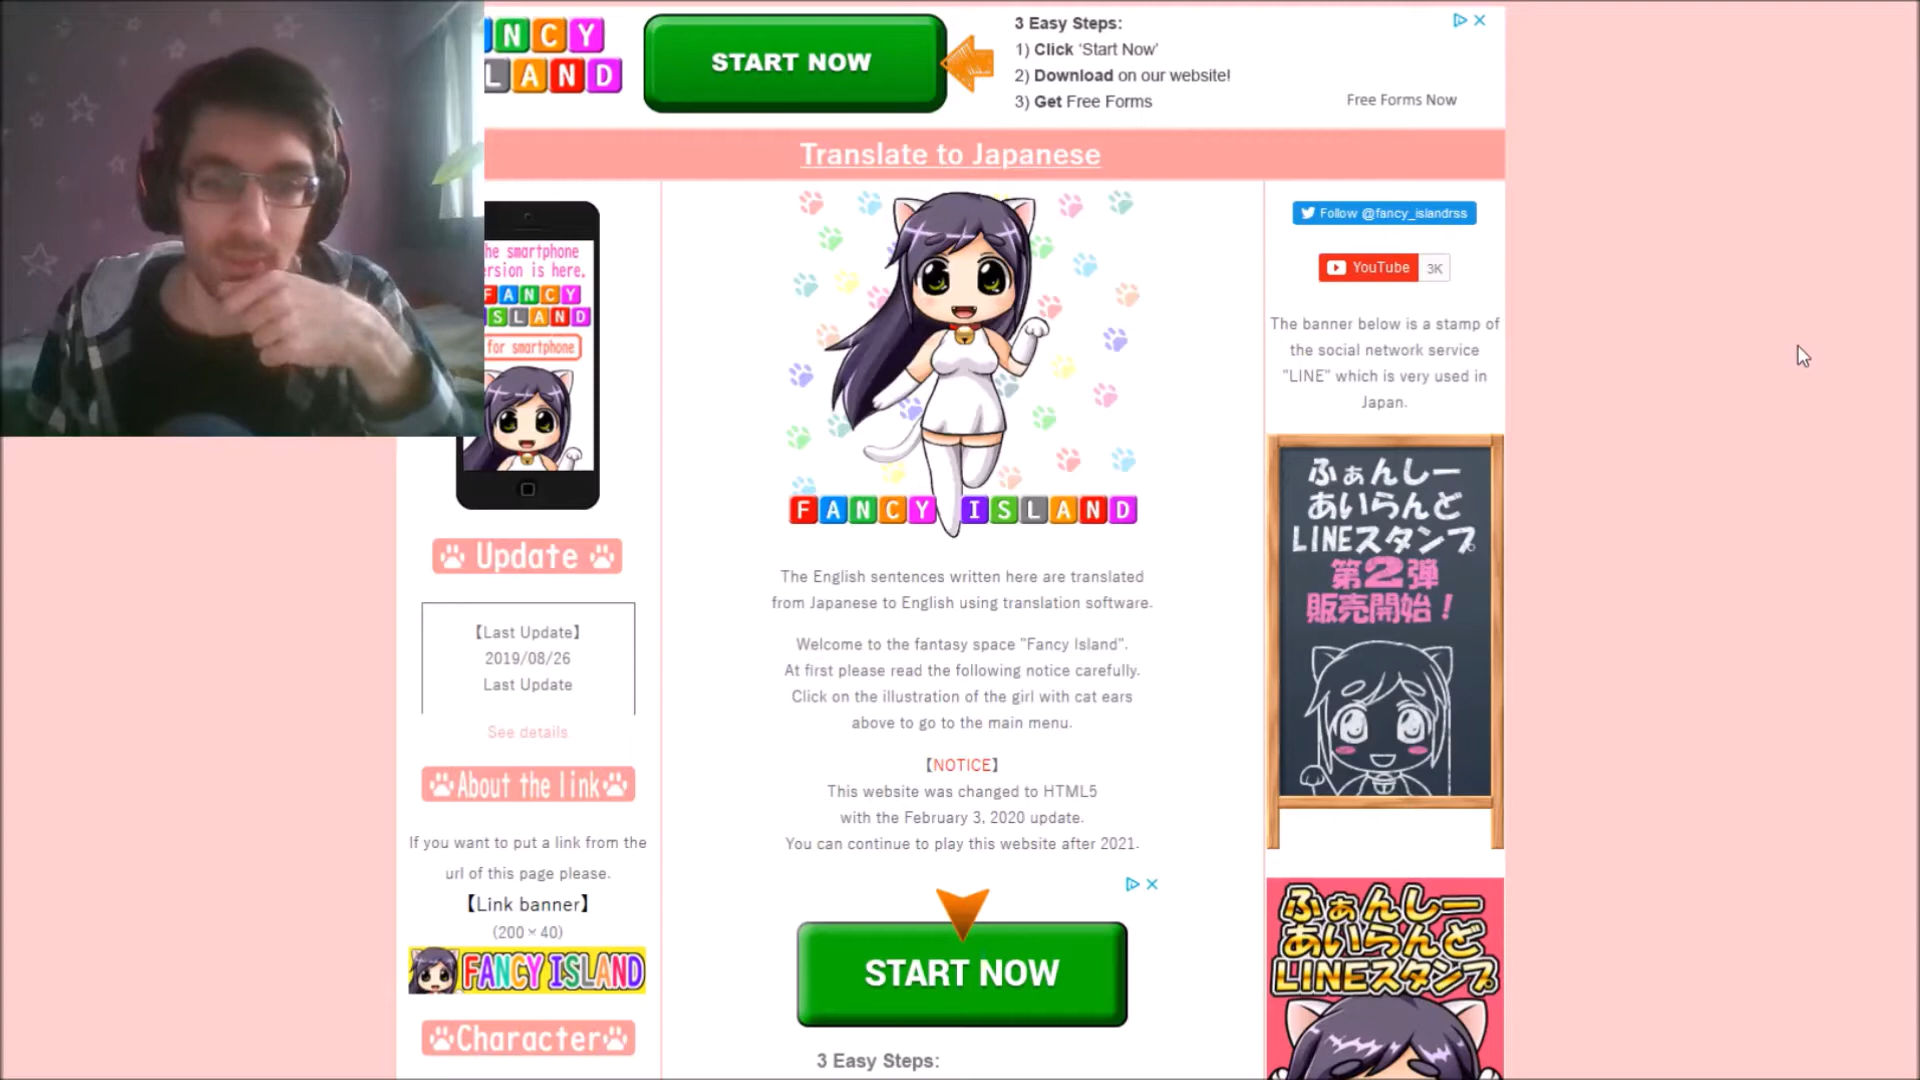 NCY
LAND
START NOW
3 Easy Steps:
1) Click 'Start Now'
2) Download on our website!
3) Get Free Forms
Free Forms Now
Translate to Japanese
he smartphone
ersion is here.
FANCY
ISLAND
for smartphone
Update
【Last Update】
2019/08/26
Last Update
See details
About the link
If you want to put a link from the
url of this page please.
【Link banner】
(200×40)
FANCY ISLAND
Character
FANCY ISLAND
The English sentences written here are translated
from Japanese to English using translation software.
Welcome to the fantasy space "Fancy Island".
At first please read the following notice carefully.
Click on the illustration of the girl with cat ears
above to go to the main menu.
【NOTICE】
This website was changed to HTML5
with the February 3, 2020 update.
You can continue to play this website after 2021.
START NOW
3 Easy Steps:
Follow @fancy_islandrss
YouTube 3K
The banner below is a stamp of
the social network service
"LINE" which is very used in
Japan.
ふぁんしー
あいらんど
LINEスタンプ
第2弾
販売開始！
ふぁんしー
あいらんど
LINEスタンプ